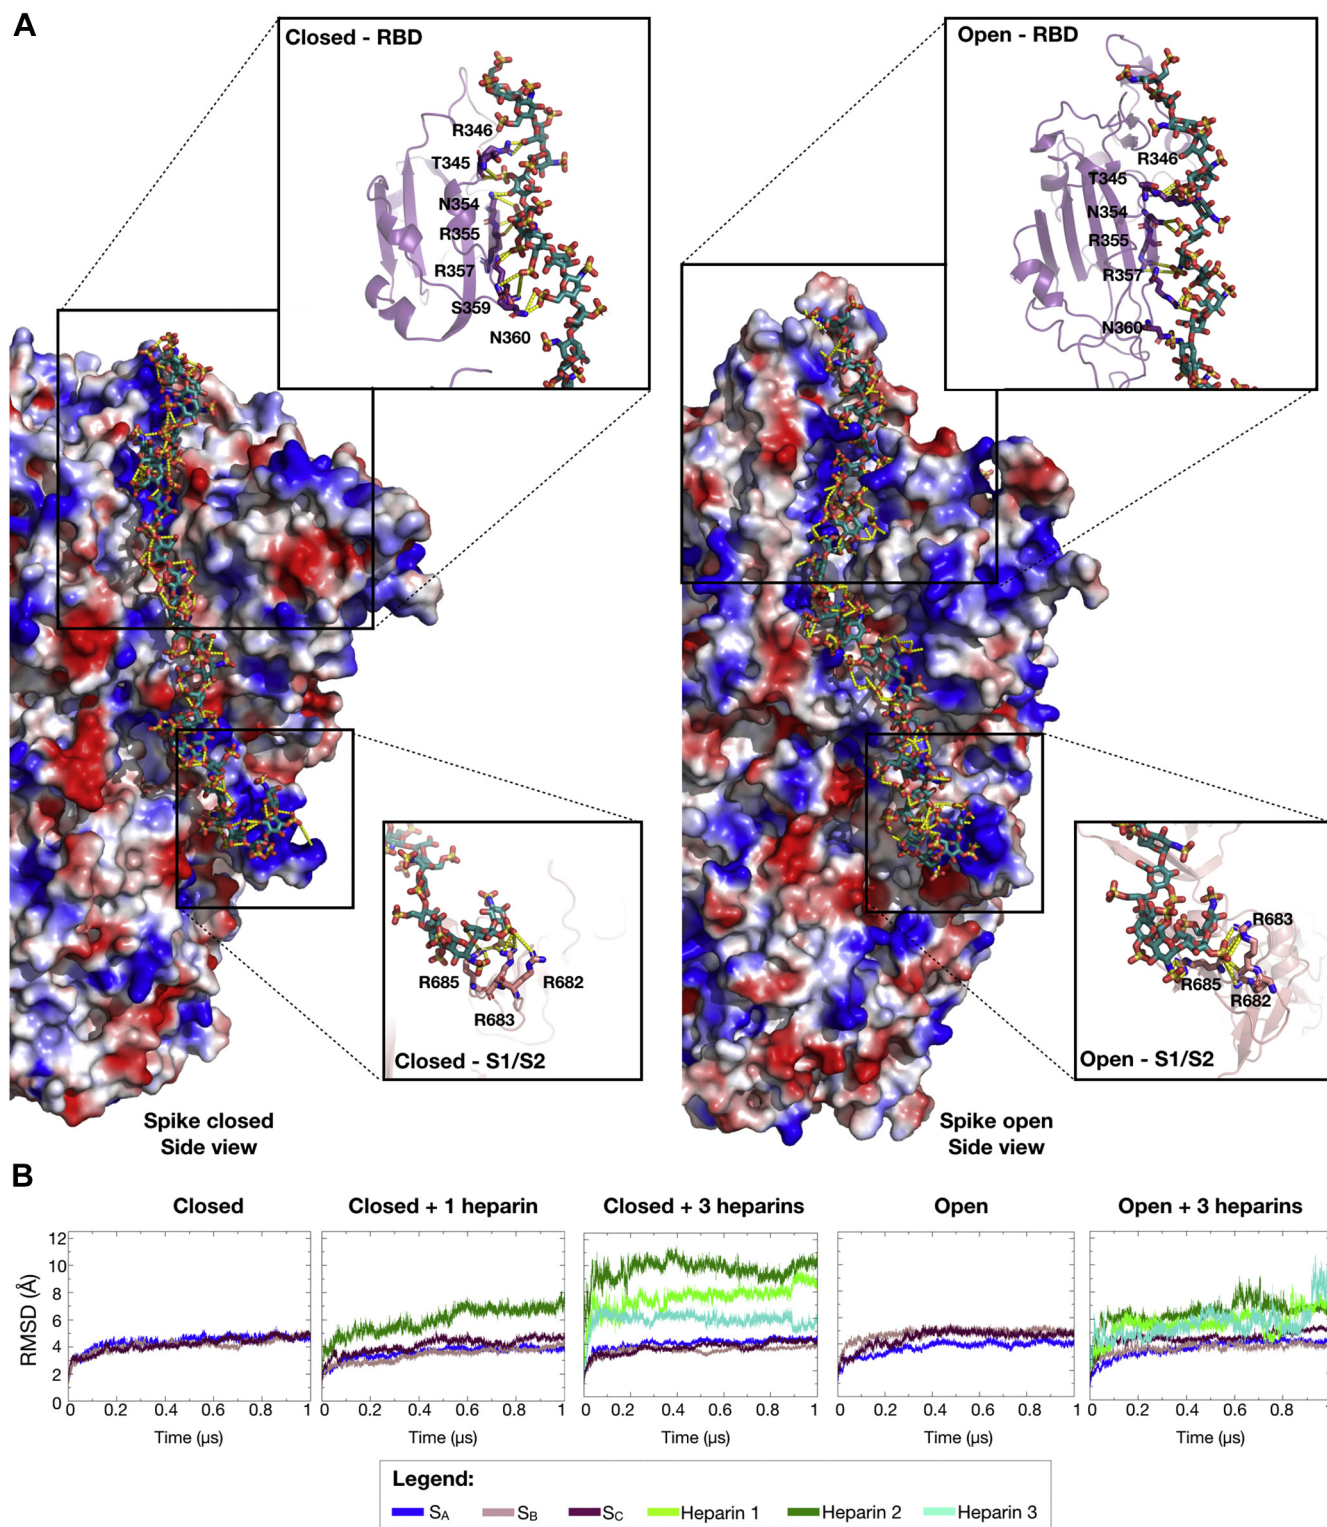 A
Closed - RBD
R346
T345
N354
R355
R357
S359
N360
Open - RBD
R346
T345
N354
R355
R357
N360
R685
R682
R683
Closed - S1/S2
R683
R685
R682
Open - S1/S2
Spike closed
Side view
Spike open
Side view
B
Closed
Closed + 1 heparin
Closed + 3 heparins
Open
Open + 3 heparins
RMSD (Å)
12
10
8
6
4
2
0
0 0.2 0.4 0.6 0.8 1
0 0.2 0.4 0.6 0.8 1
0 0.2 0.4 0.6 0.8 1
0 0.2 0.4 0.6 0.8 1
0 0.2 0.4 0.6 0.8 1
Time (µs)
Time (µs)
Time (µs)
Time (µs)
Time (µs)
Legend:
SA SB SC Heparin 1 Heparin 2 Heparin 3